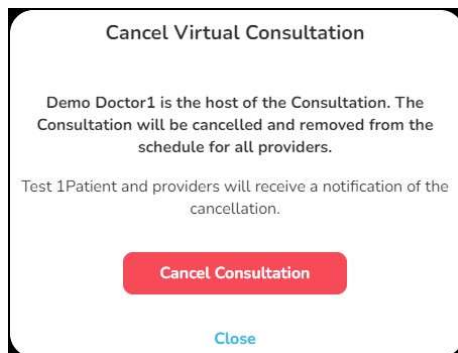 Cancel Virtual Consultation
Demo Doctor1 is the host of the Consultation. The
Consultation will be cancelled and removed from the
schedule for all providers.
Test 1Patient and providers will receive a notification of the
cancellation.
Cancel Consultation
Close